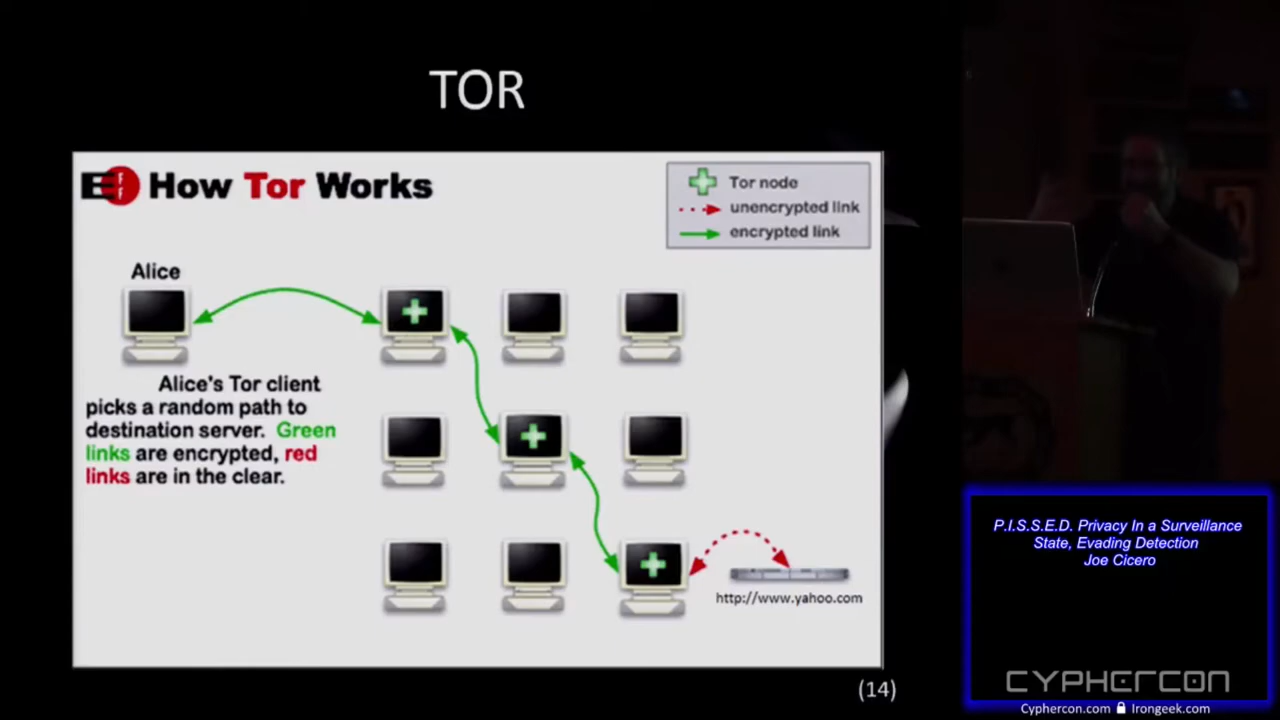 TOR
EFF How Tor Works
Tor node
unencrypted link
encrypted link
Alice
Alice's Tor client
picks a random path to
destination server. Green
links are encrypted, red
links are in the clear.
http://www.yahoo.com
(14)
P.I.S.S.E.D. Privacy In a Surveillance
State, Evading Detection
Joe Cicero
CYPHERCON
Cyphercon.com Irongeek.com